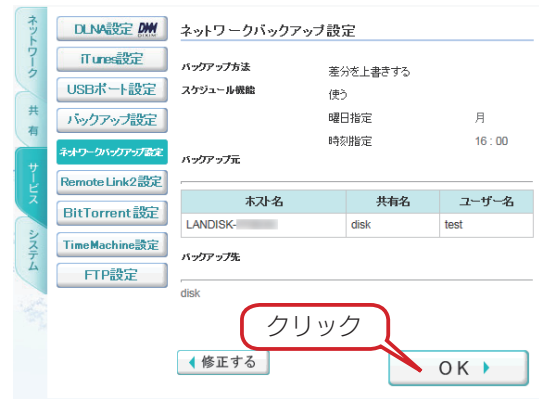 ネットワーク
共有
サービス
システム
DLNA設定
iTunes設定
USBポート設定
バックアップ設定
ネットワークバックアップ設定
Remote Link2設定
BitTorrent設定
TimeMachine設定
FTP設定
ネットワークバックアップ設定
バックアップ方法 差分を上書きする
スケジュール機能 使う
曜日指定 月
時刻指定 16 : 00
バックアップ元
ホスト名 共有名 ユーザー名
LANDISK- disk test
バックアップ先
disk
クリック
修正する
OK